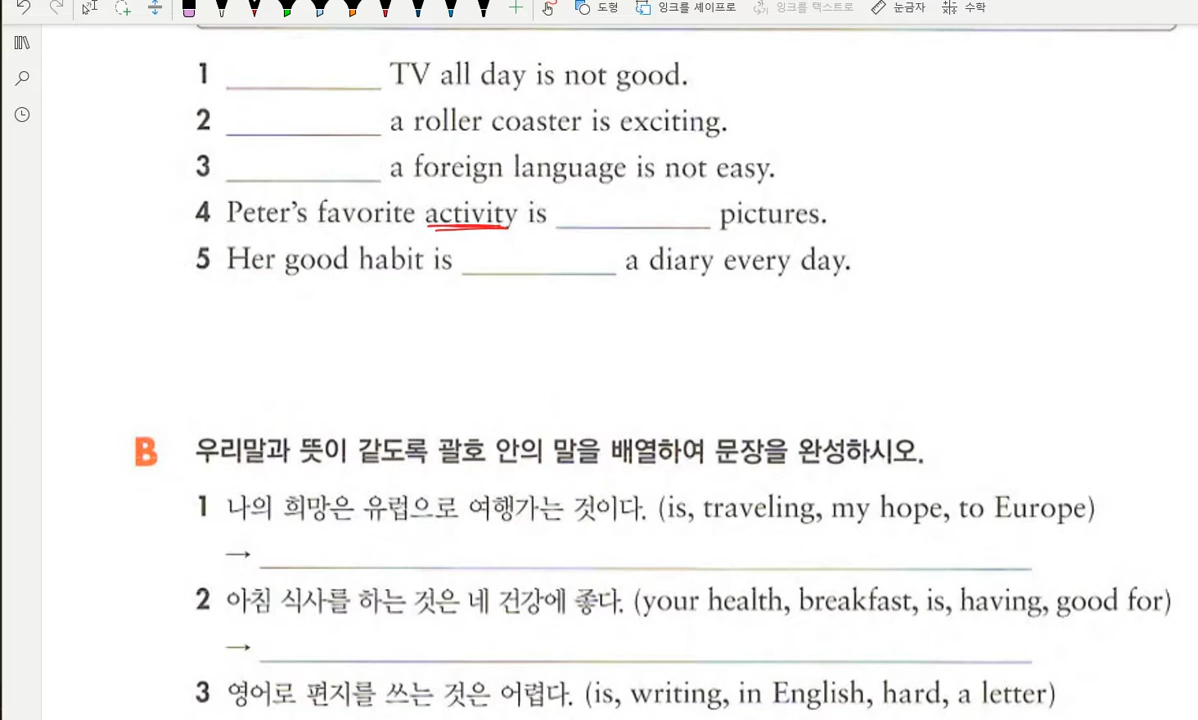 도형 잉크를 셰이프로 잉크를 텍스트로 눈금자 수학
1 __________ TV all day is not good.
2 __________ a roller coaster is exciting.
3 __________ a foreign language is not easy.
4 Peter's favorite activity is __________ pictures.
5 Her good habit is __________ a diary every day.
B 우리말과 뜻이 같도록 괄호 안의 말을 배열하여 문장을 완성하시오.
1 나의 희망은 유럽으로 여행가는 것이다. (is, traveling, my hope, to Europe)
→ __________
2 아침 식사를 하는 것은 네 건강에 좋다. (your health, breakfast, is, having, good for)
→ __________
3 영어로 편지를 쓰는 것은 어렵다. (is, writing, in English, hard, a letter)